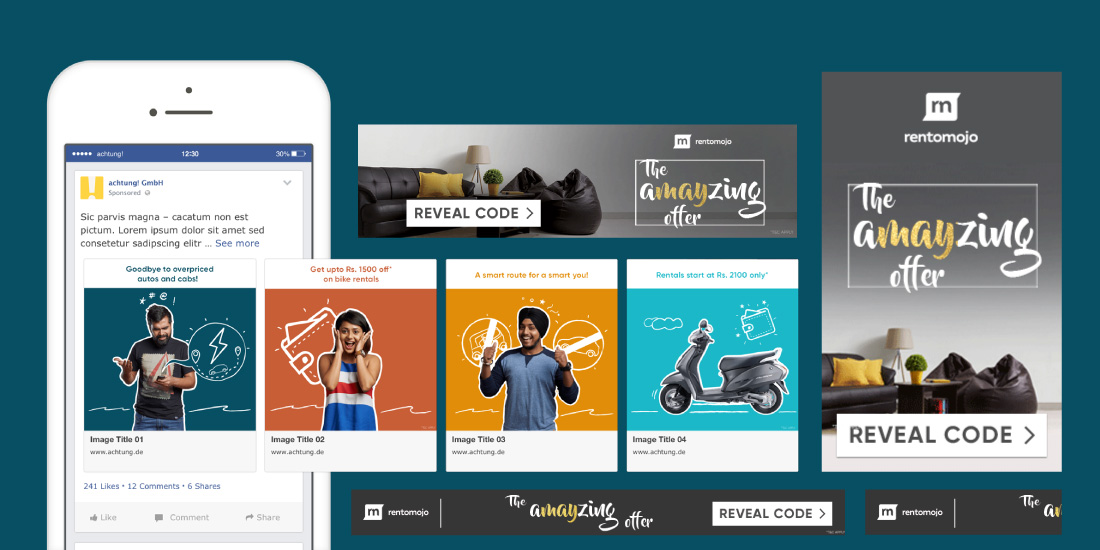 achtung!
12:30
30%
achtung! GmbH
Sponsored
Sic parvis magna – cacatum non est
pictum. Lorem ipsum dolor sit amet sed
consetetur sadipscing elitr ... See more
Goodbye to overpriced
autos and cabs!
* # @ !
Image Title 01
www.achtung.de
Get upto Rs. 1500 off*
on bike rentals
Image Title 02
www.achtung.de
A smart route for a smart you!
Image Title 03
www.achtung.de
Rentals start at Rs. 2100 only*
Image Title 04
www.achtung.de
241 Likes • 12 Comments • 6 Shares
Like
Comment
Share
m
rentomojo
The
amayzing
offer
REVEAL CODE
*T&C APPLY
m
rentomojo
The
amayzing
offer
REVEAL CODE
m
rentomojo
The
amayzing
offer
REVEAL CODE
m
rentomojo
The